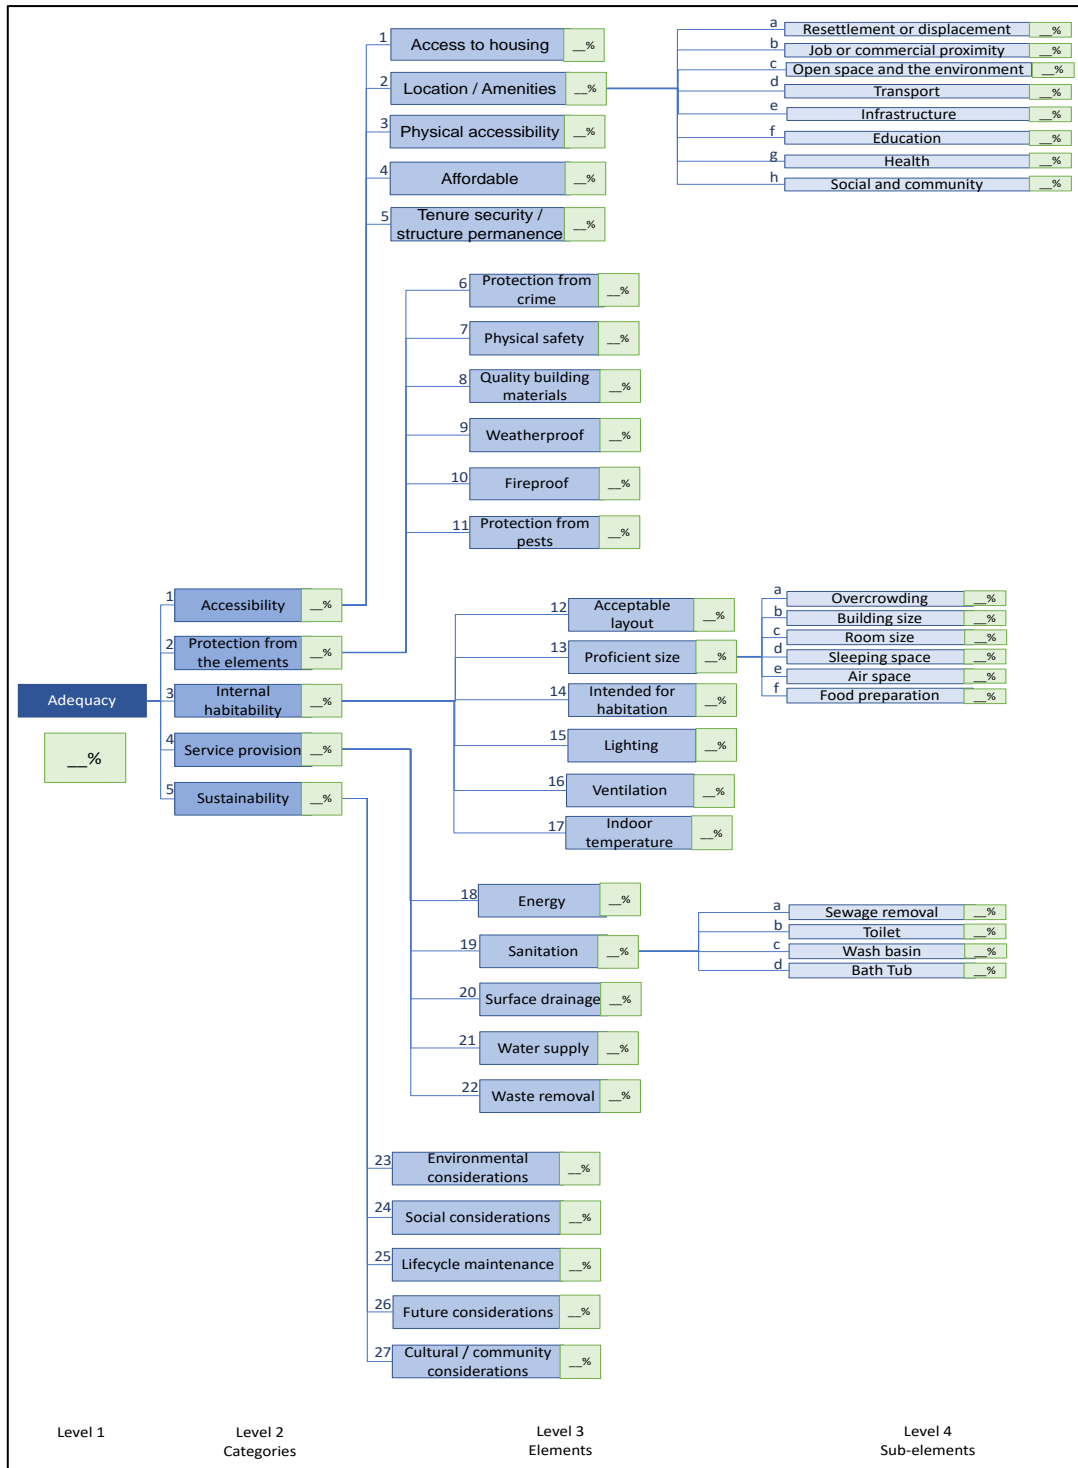 1
Access to housing
__%
2
Location / Amenities
__%
3
Physical accessibility
__%
4
Affordable
__%
5
Tenure security /
structure permanence
__%
a
Resettlement or displacement
__%
b
Job or commercial proximity
__%
c
Open space and the environment
__%
d
Transport
__%
e
Infrastructure
__%
f
Education
__%
g
Health
__%
h
Social and community
__%
6
Protection from
crime
__%
7
Physical safety
__%
8
Quality building
materials
__%
9
Weatherproof
__%
10
Fireproof
__%
11
Protection from
pests
__%
Adequacy
__%
1
Accessibility
__%
2
Protection from
the elements
__%
3
Internal
habitability
__%
4
Service provision
__%
5
Sustainability
__%
12
Acceptable
layout
__%
13
Proficient size
__%
14
Intended for
habitation
__%
15
Lighting
__%
16
Ventilation
__%
17
Indoor
temperature
__%
a
Overcrowding
__%
b
Building size
__%
c
Room size
__%
d
Sleeping space
__%
e
Air space
__%
f
Food preparation
__%
18
Energy
__%
19
Sanitation
__%
20
Surface drainage
__%
21
Water supply
__%
22
Waste removal
__%
a
Sewage removal
__%
b
Toilet
__%
c
Wash basin
__%
d
Bath Tub
__%
23
Environmental
considerations
__%
24
Social considerations
__%
25
Lifecycle maintenance
__%
26
Future considerations
__%
27
Cultural / community
considerations
__%
Level 1
Level 2
Categories
Level 3
Elements
Level 4
Sub-elements